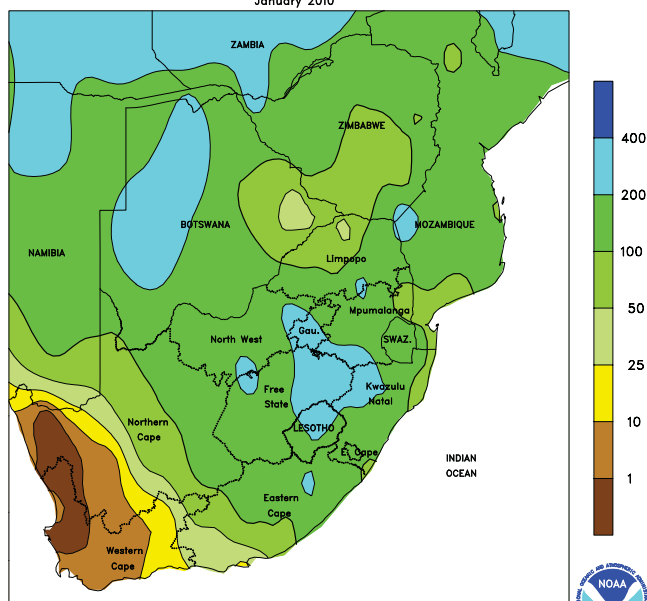 January 2010
ZAMBIA
ZIMBABWE
BOTSWANA
MOZAMBIQUE
NAMIBIA
Limpopo
Mpumalanga
North West
Gau.
SWAZ.
Free
State
Kwazulu
Natal
Northern
Cape
LESOTHO
E. Cape
INDIAN
OCEAN
Eastern
Cape
Western
Cape
400
200
100
50
25
10
1
NOAA